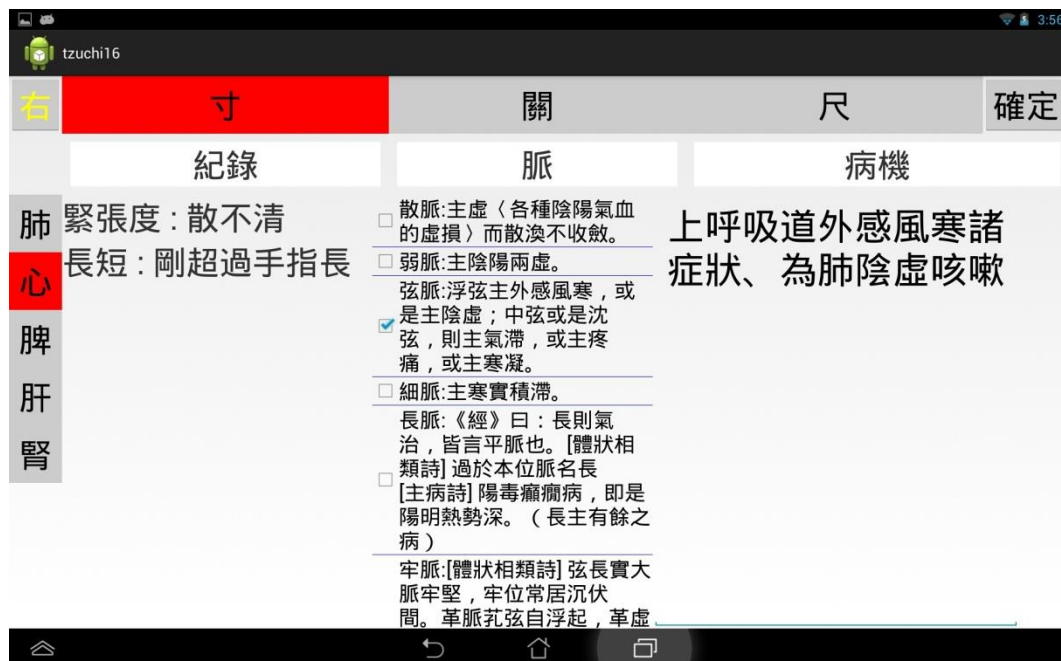 3:56
tzuchi16
右 寸 關 尺 確定
紀錄 脈 病機
肺
心
脾
肝
腎
緊張度 : 散不清
長短 : 剛超過手指長
散脈:主虛〈各種陰陽氣血
的虛損〉而散渙不收斂。
弱脈:主陰陽兩虛。
弦脈:浮弦主外感風寒，或
是主陰虛；中弦或是沈
弦，則主氣滯，或主疼
痛，或主寒凝。
細脈:主寒實積滯。
長脈:《經》曰：長則氣
治，皆言平脈也。[體狀相
類詩] 過於本位脈名長
[主病詩] 陽毒癲癇病，即是
陽明熱勢深。（長主有餘之
病）
牢脈:[體狀相類詩] 弦長實大
脈牢堅，牢位常居沉伏
間。革脈芤弦自浮起，革虛
上呼吸道外感風寒諸
症狀、為肺陰虛咳嗽